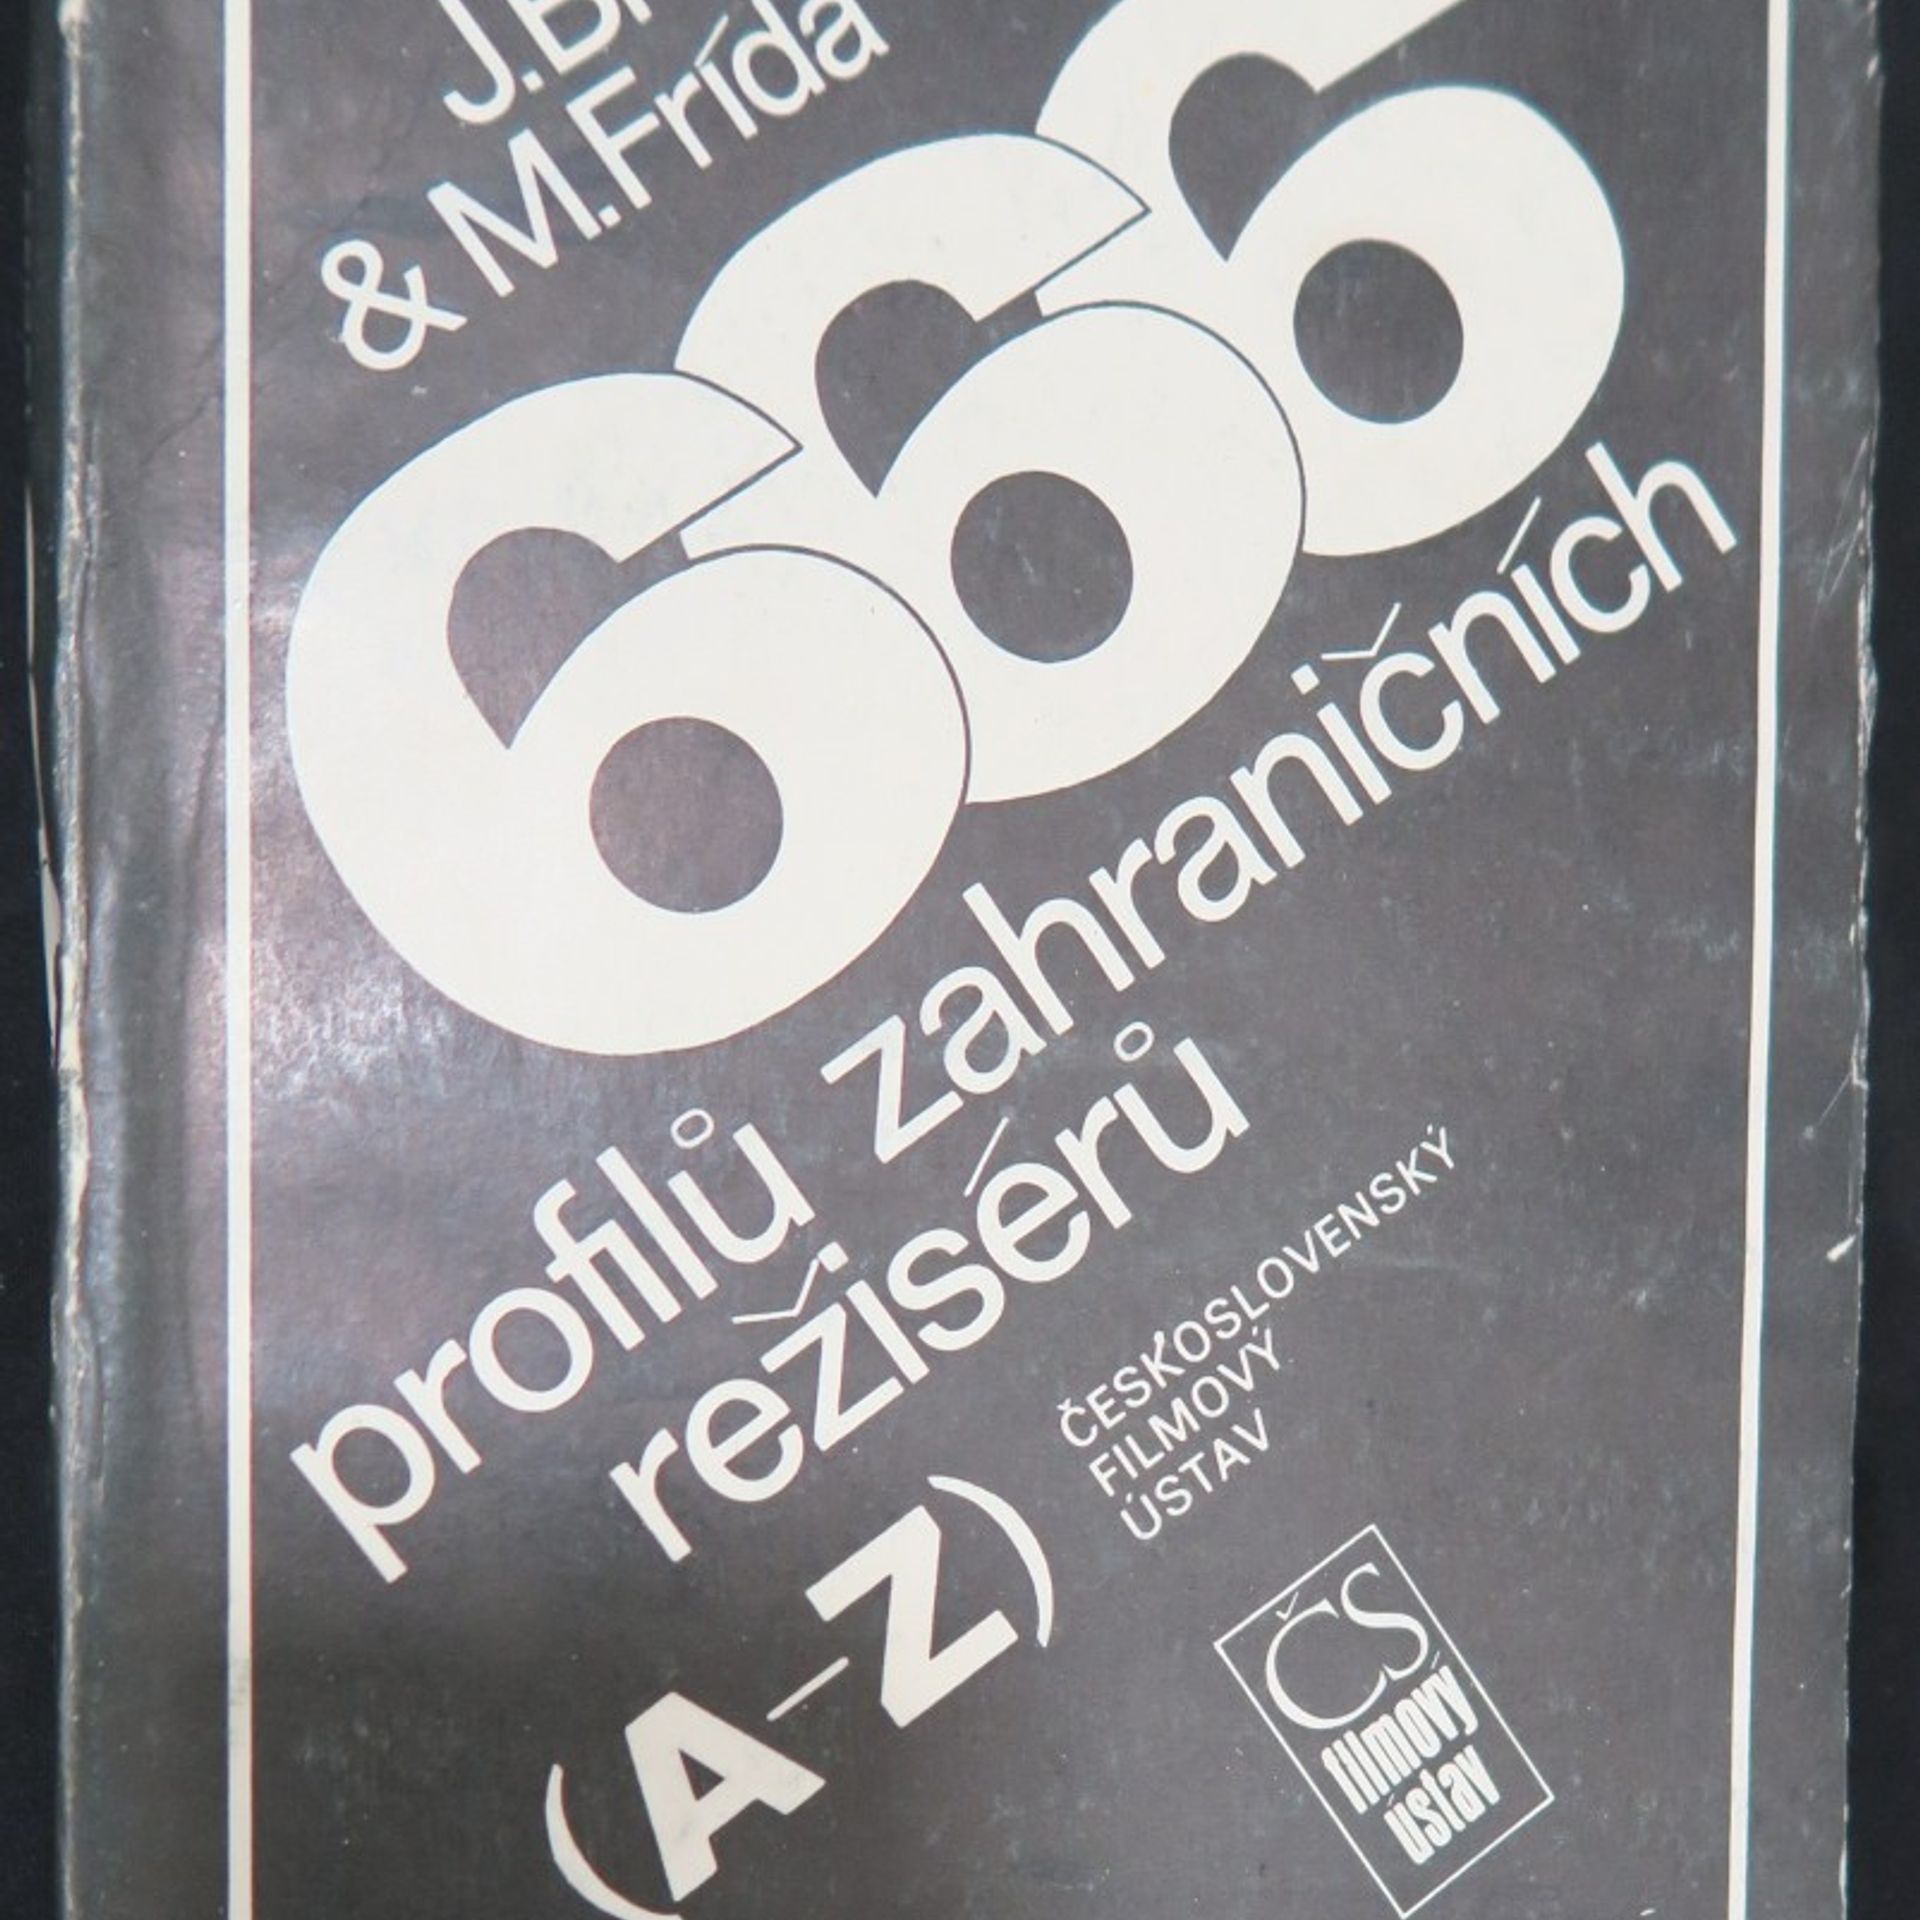 & M.Frída
666
profilů zahraničních
režisérů
(A–Z)
ČESKOSLOVENSKÝ
FILMOVÝ
ÚSTAV
ČS
filmový
ústav